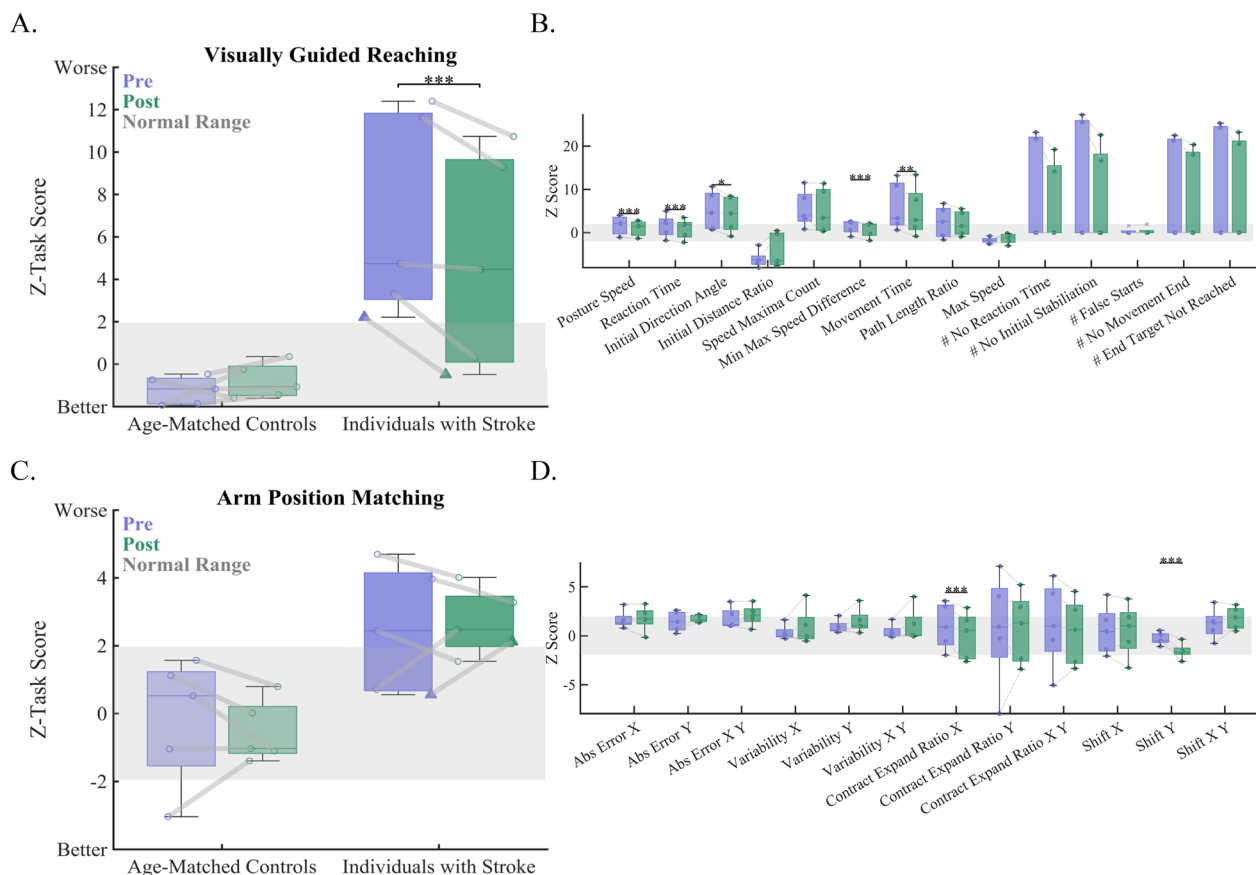 A.
Visually Guided Reaching
Worse
Pre
Post
Normal Range
***
12
10
8
6
4
2
0
Better
Z-Task Score
Age-Matched Controls
Individuals with Stroke
B.
Z Score
20
10
0
***
***
*
***
**
Posture Speed
Reaction Time
Initial Direction Angle
Initial Distance Ratio
Speed Maxima Count
Min Max Speed Difference
Movement Time
Path Length Ratio
Max Speed
# No Reaction Time
# No Initial Stabiliation
# False Starts
# No Movement End
# End Target Not Reached
C.
Arm Position Matching
Worse
Pre
Post
Normal Range
4
2
0
-2
Better
Z-Task Score
Age-Matched Controls
Individuals with Stroke
D.
Z Score
5
0
-5
***
***
Abs Error X
Abs Error Y
Abs Error X Y
Variability X
Variability Y
Variability X Y
Contract Expand Ratio X
Contract Expand Ratio Y
Contract Expand Ratio X Y
Shift X
Shift Y
Shift X Y